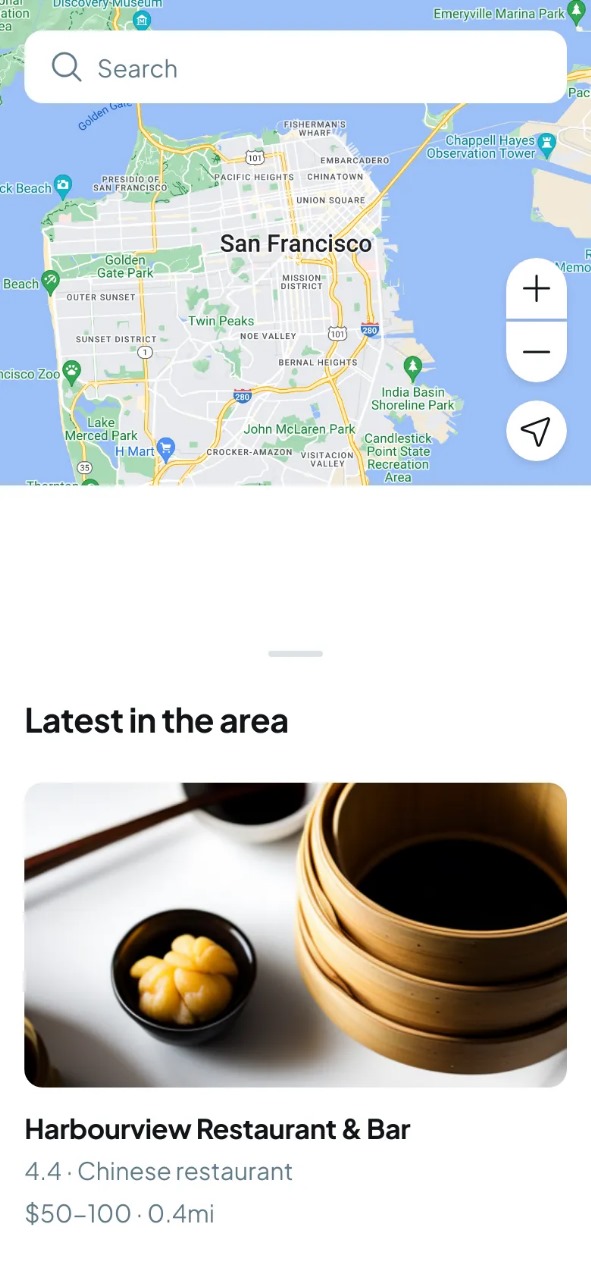 Discovery Museum
Emeryville Marina Park
Search
Golden Gate
FISHERMAN'S
WHARF
101
EMBARCADERO
Chappell Hayes
Observation Tower
PRESIDIO OF
SAN FRANCISCO
PACIFIC HEIGHTS
CHINATOWN
Beach
UNION SQUARE
San Francisco
Golden
Gate Park
MISSION
DISTRICT
Beach
OUTER SUNSET
Twin Peaks
SUNSET DISTRICT
NOE VALLEY
101
280
1
BERNAL HEIGHTS
Zoo
280
India Basin
Shoreline Park
Lake
Merced Park
John McLaren Park
H Mart
CROCKER-AMAZON
VISITACION
VALLEY
Candlestick
Point State
Recreation
Area
35
Latest in the area
Harbourview Restaurant & Bar
4.4 · Chinese restaurant
$50–100 · 0.4mi